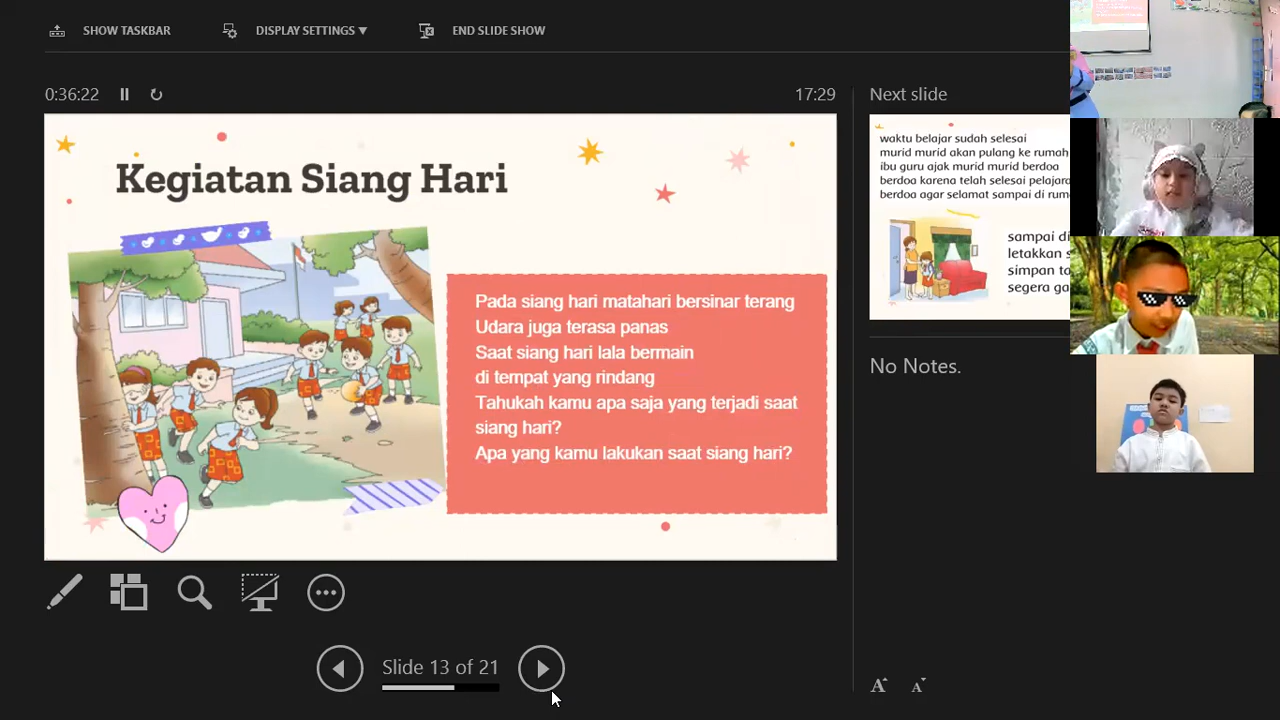 SHOW TASKBAR
DISPLAY SETTINGS
END SLIDE SHOW
0:36:22
17:29
Next slide
Kegiatan Siang Hari
Pada siang hari matahari bersinar terang
Udara juga terasa panas
Saat siang hari lala bermain
di tempat yang rindang
Tahukah kamu apa saja yang terjadi saat
siang hari?
Apa yang kamu lakukan saat siang hari?
waktu belajar sudah selesai
murid murid akan pulang ke rumah
ibu guru ajak murid murid berdoa
berdoa karena telah selesai
berdoa agar selamat sampai di
sampai
letakkan
simpan
segera
No Notes.
Slide 13 of 21
A A